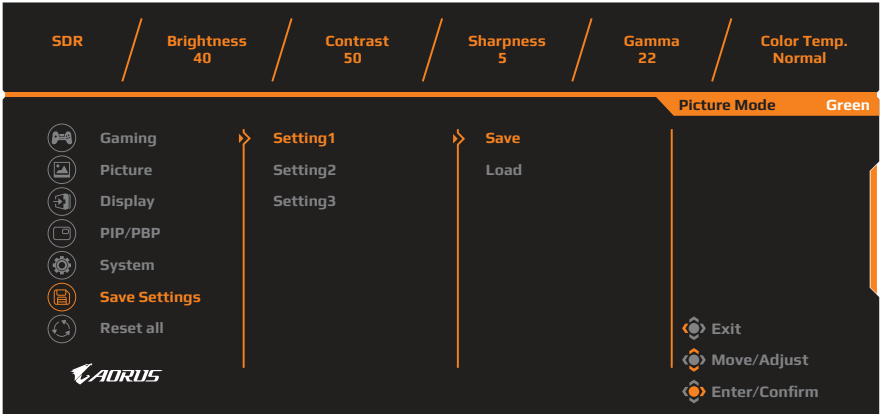 SDR Brightness Contrast Sharpness Gamma Color Temp.
40 50 5 22 Normal
Picture Mode Green
Gaming Setting1 Save
Picture Setting2 Load
Display Setting3
PIP/PBP
System
Save Settings
Reset all Exit
AORUS Move/Adjust
Enter/Confirm